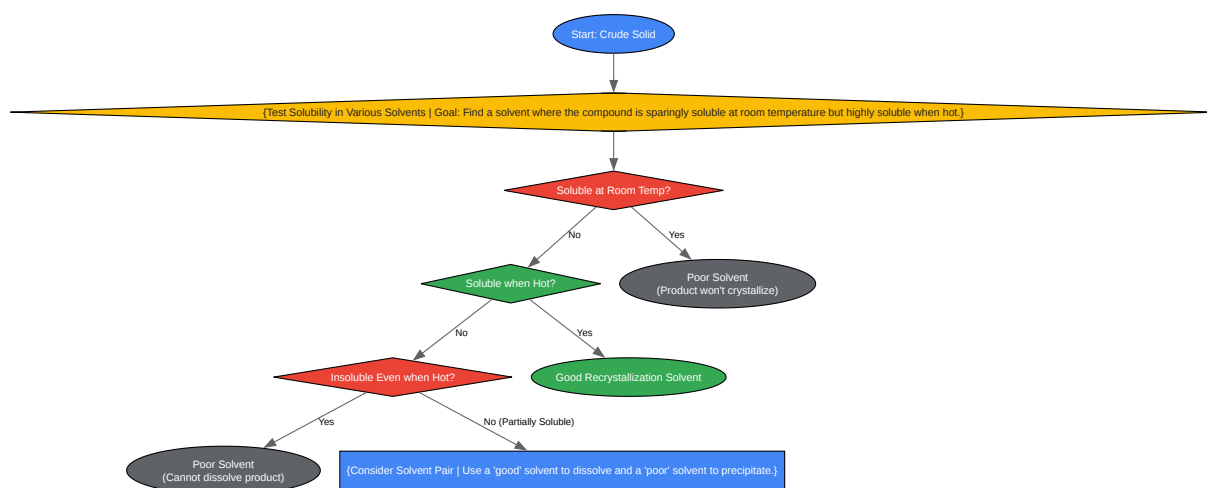 Start: Crude Solid
{Test Solubility in Various Solvents | Goal: Find a solvent where the compound is sparingly soluble at room temperature but highly soluble when hot.}
Soluble at Room Temp?
No
Yes
Soluble when Hot?
Poor Solvent
(Product won't crystallize)
No
Yes
Insoluble Even when Hot?
Good Recrystallization Solvent
Yes
No (Partially Soluble)
Poor Solvent
(Cannot dissolve product)
{Consider Solvent Pair | Use a 'good' solvent to dissolve and a 'poor' solvent to precipitate.}